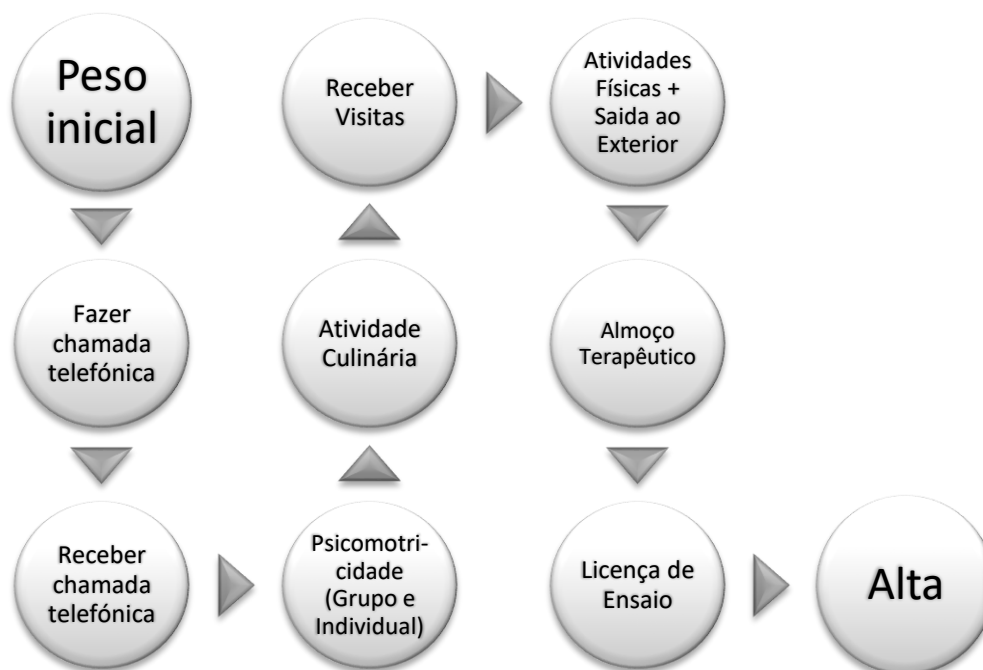 Peso
inicial
Fazer
chamada
telefónica
Receber
chamada
telefónica
Psicomotri-
cidade
(Grupo e
Individual)
Atividade
Culinária
Receber
Visitas
Atividades
Físicas +
Saida ao
Exterior
Almoço
Terapêutico
Licença de
Ensaio
Alta